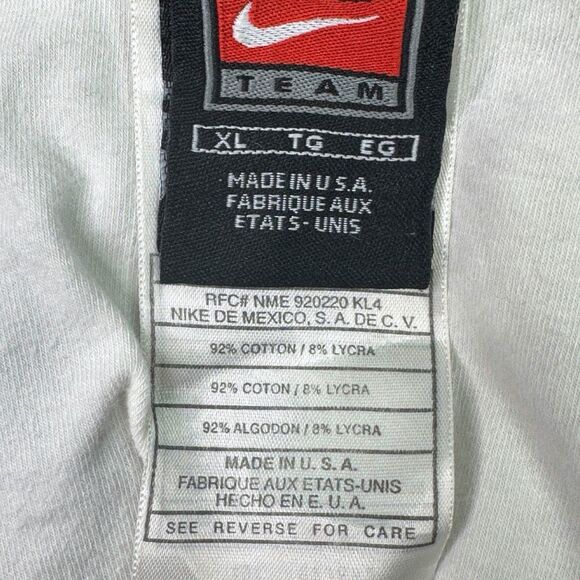 TEAM
XL TG EG
MADE IN U S.A.
FABRIQUE AUX
ETATS- UNIS
RFC# NME 920220 KL4
NIKE DE MEXICO, S. A. DE C. V.
92% COTTON / 8% LYCRA
92% COTON / 8% LYCRA
92% ALGODON / 8% LYCRA
MADE IN U. S. A.
FABRIQUE AUX ETATS-UNIS
HECHO EN E. U. A.
SEE REVERSE FOR CARE